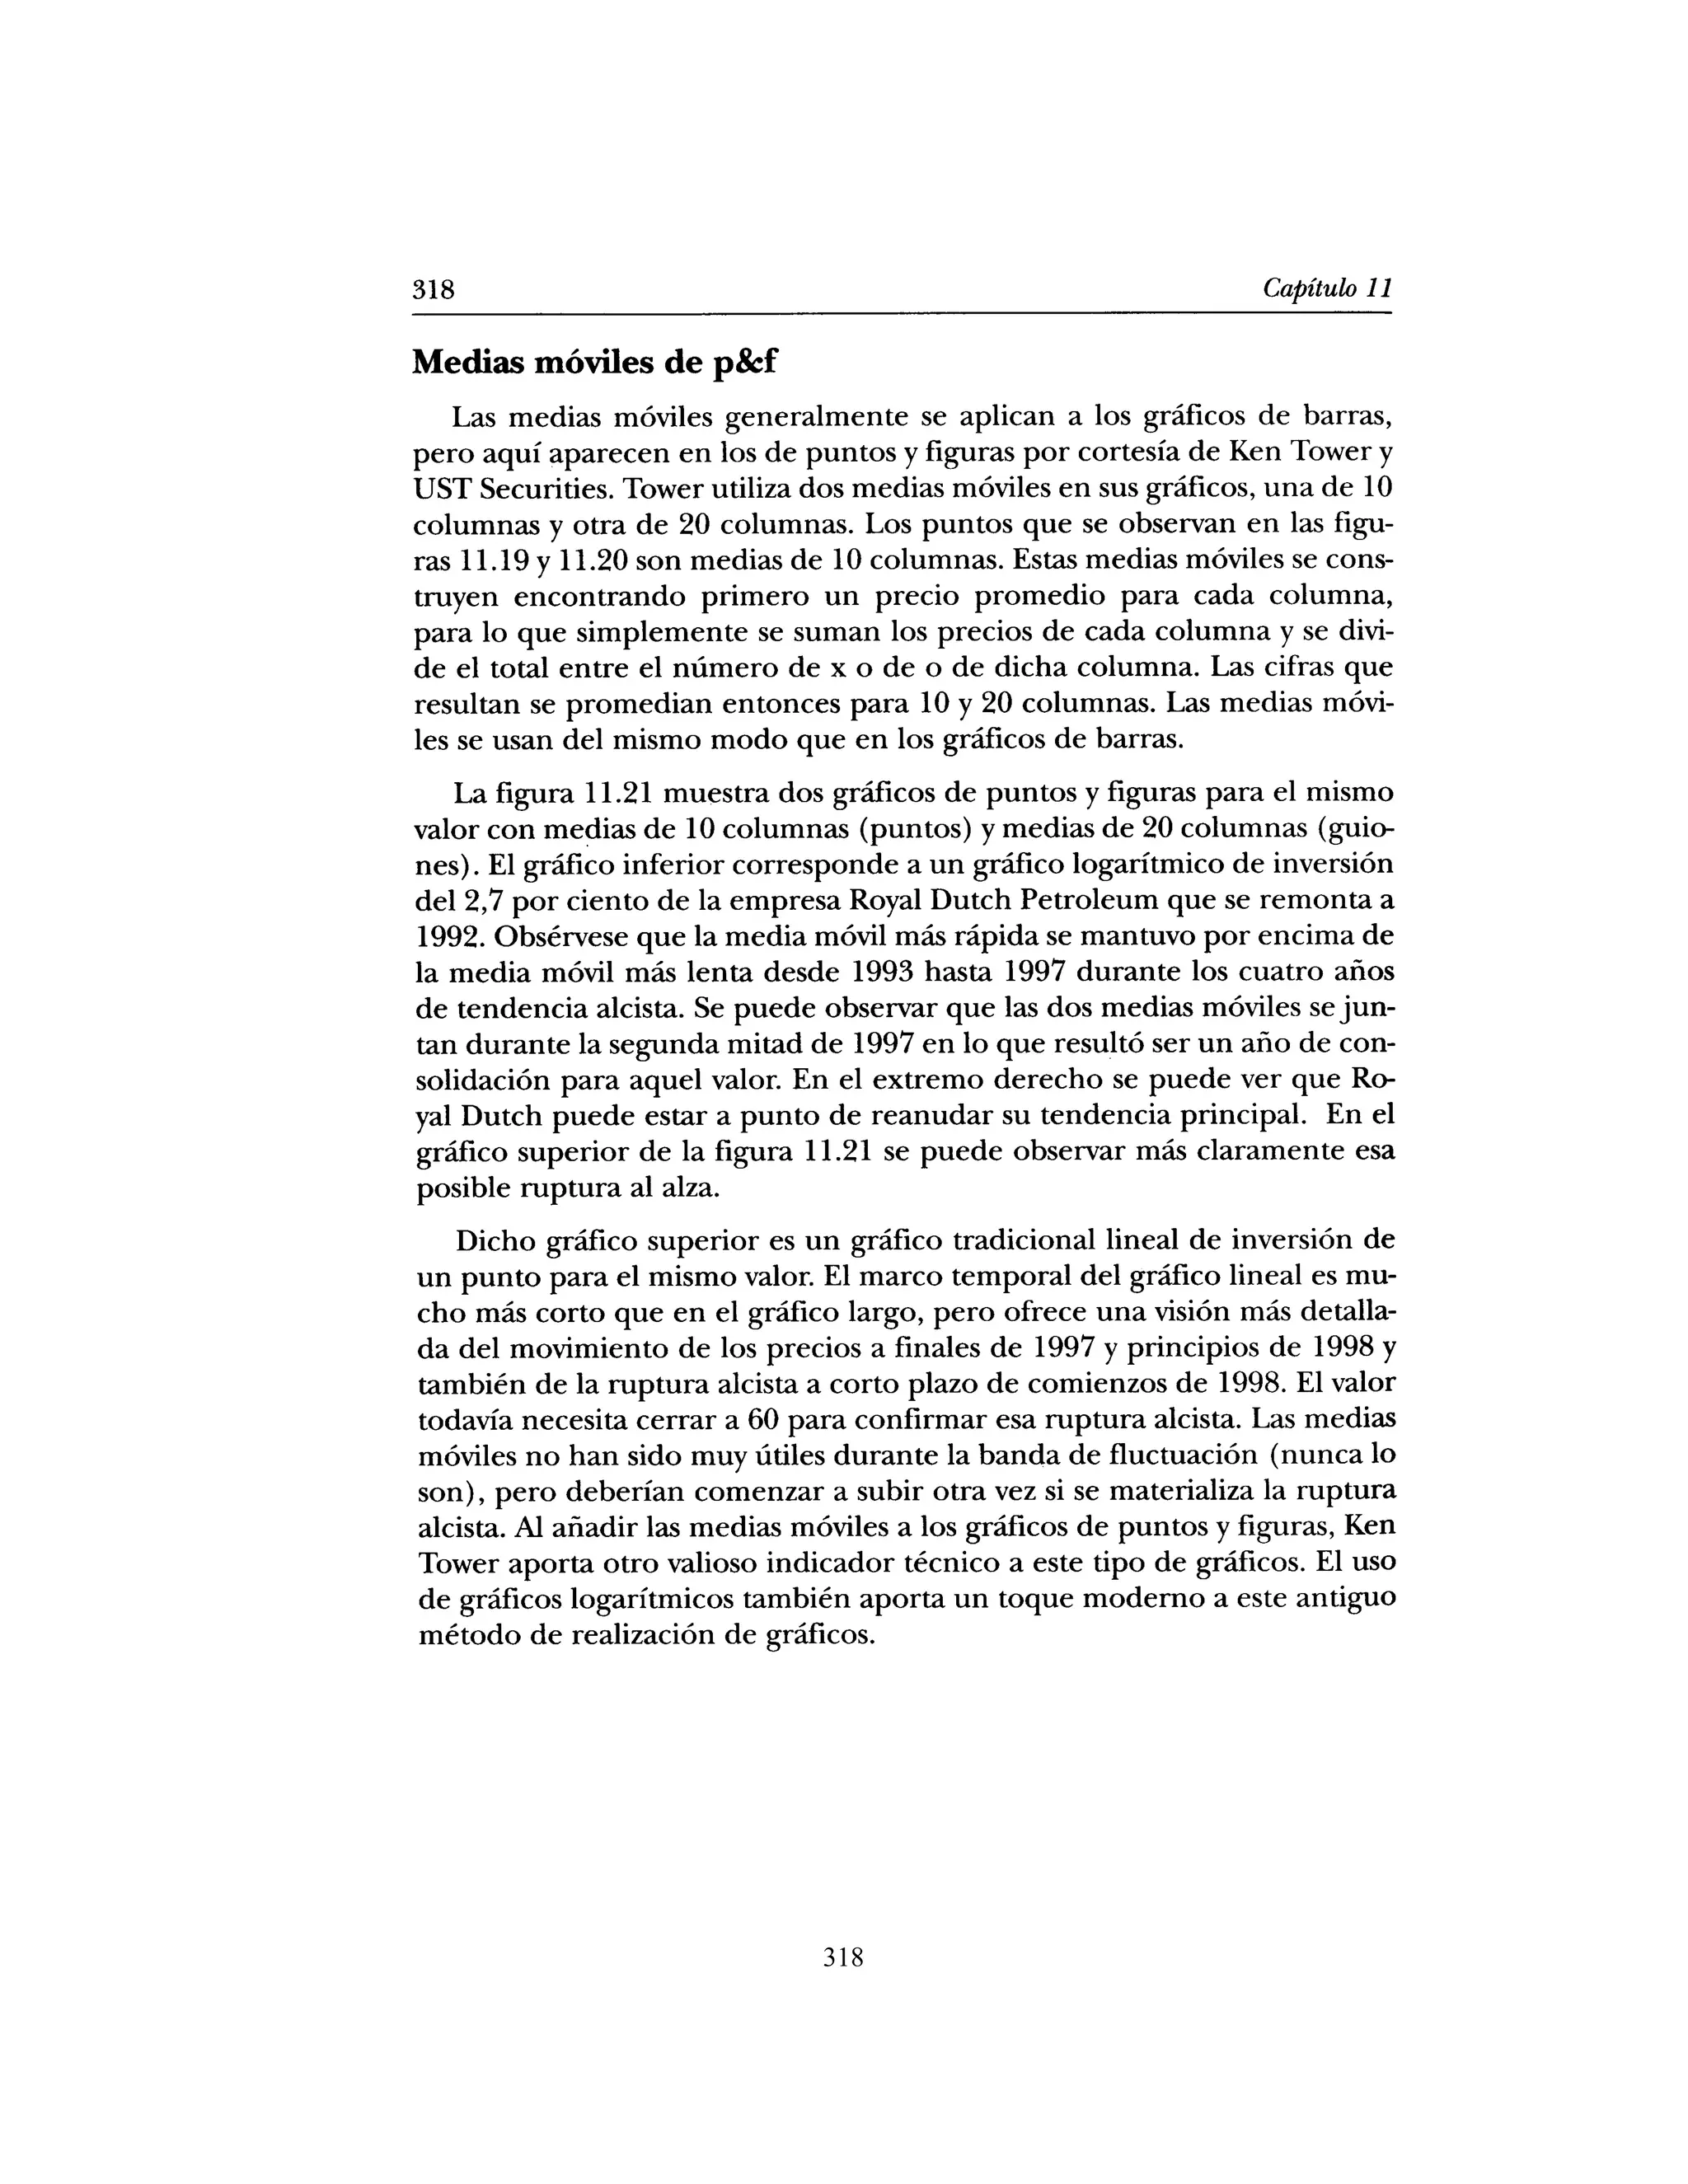 318 Capítulo 11
Medias móviles de p&f
Las medias móviles generalmente se aplican a los gráficos de barras,
pero aquí aparecen en los de puntos y figuras por cortesía de Ken Tower y
UST Securities. Tower utiliza dos medias móviles en sus gráficos, una de 10
columnas y otra de 20 columnas. Los puntos que se observan en las figu-
ras 11.19 y 11.20 son medias de 10 columnas. Estas medias móviles se cons-
truyen encontrando primero un precio promedio para cada columna,
para lo que simplemente se suman los precios de cada columna y se divi-
de el total entre el número de x o de o de dicha columna. Las cifras que
resultan se promedian entonces para 10 y 20 columnas. Las medias móvi-
les se usan del mismo modo que en los gráficos de barras.
La figura 11.21 muestra dos gráficos de puntos y figuras para el mismo
valor con medias de 10 columnas (puntos) y medias de 20 columnas (guio-
nes). El gráfico inferior corresponde a un gráfico logarítmico de inversión
del 2,7 por ciento de la empresa Royal Dutch Petroleum que se remonta a
1992. Obsérvese que la media móvil más rápida se mantuvo por encima de
la media móvil más lenta desde 1993 hasta 1997 durante los cuatro años
de tendencia alcista. Se puede observar que las dos medias móviles se jun-
tan durante la segunda mitad de 1997 en lo que resultó ser un año de con-
solidación para aquel valor. En el extremo derecho se puede ver que Ro-
yal Dutch puede estar a punto de reanudar su tendencia principal. En el
gráfico superior de la figura 11.21 se puede observar más claramente esa
posible ruptura al alza.
Dicho gráfico superior es un gráfico tradicional lineal de inversión de
un punto para el mismo valor. El marco temporal del gráfico lineal es mu-
cho más corto que en el gráfico largo, pero ofrece una visión más detalla-
da del movimiento de los precios a finales de 1997 y principios de 1998 y
también de la ruptura alcista a corto plazo de comienzos de 1998. El valor
todavía necesita cerrar a 60 para confirmar esa ruptura alcista. Las medias
móviles no han sido muy útiles durante la banda de fluctuación (nunca lo
son), pero deberían comenzar a subir otra vez si se materializa la ruptura
alcista. Al añadir las medias móviles a los gráficos de puntos y figuras, Ken
Tower aporta otro valioso indicador técnico a este tipo de gráficos. El uso
de gráficos logarítmicos también aporta un toque moderno a este antiguo
método de realización de gráficos.
318